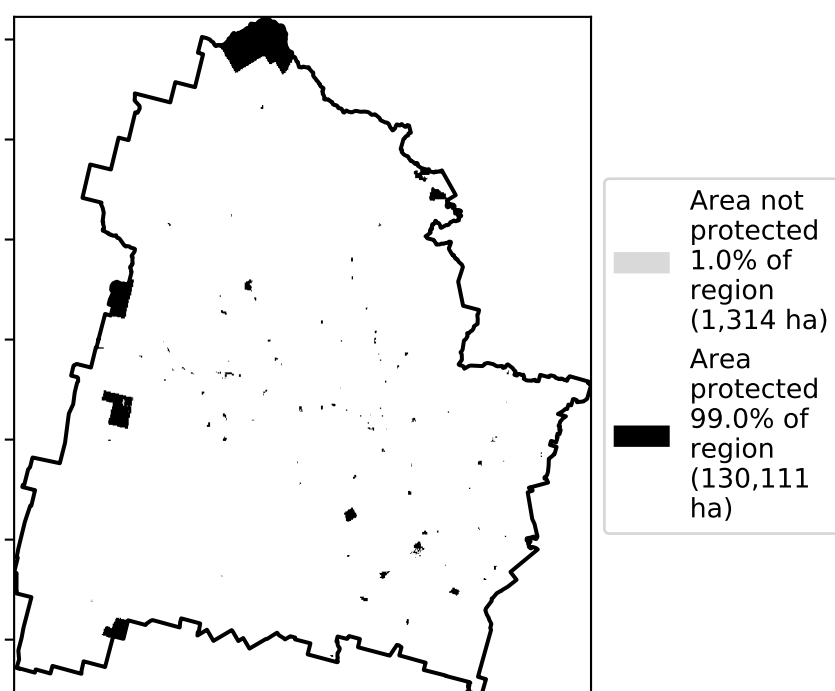 Area not
protected
1.0% of
region
(1,314 ha)
Area
protected
99.0% of
region
(130,111
ha)